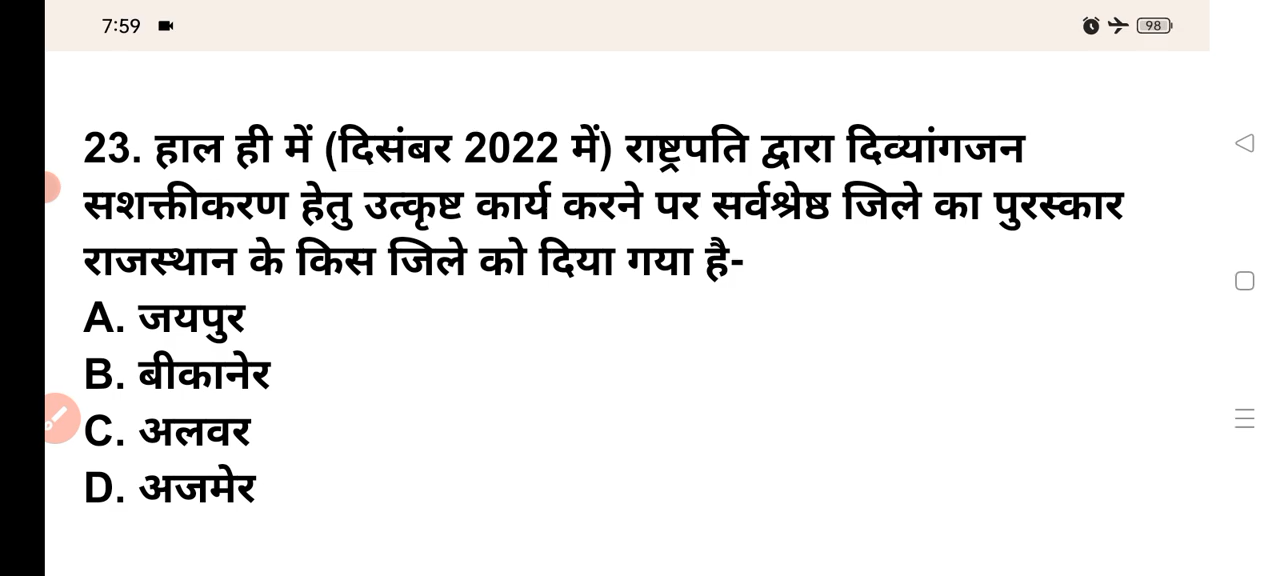 7:59
98
23. हाल ही में (दिसंबर 2022 में) राष्ट्रपति द्वारा दिव्यांगजन
सशक्तीकरण हेतु उत्कृष्ट कार्य करने पर सर्वश्रेष्ठ जिले का पुरस्कार
राजस्थान के किस जिले को दिया गया है-
A. जयपुर
B. बीकानेर
C. अलवर
D. अजमेर